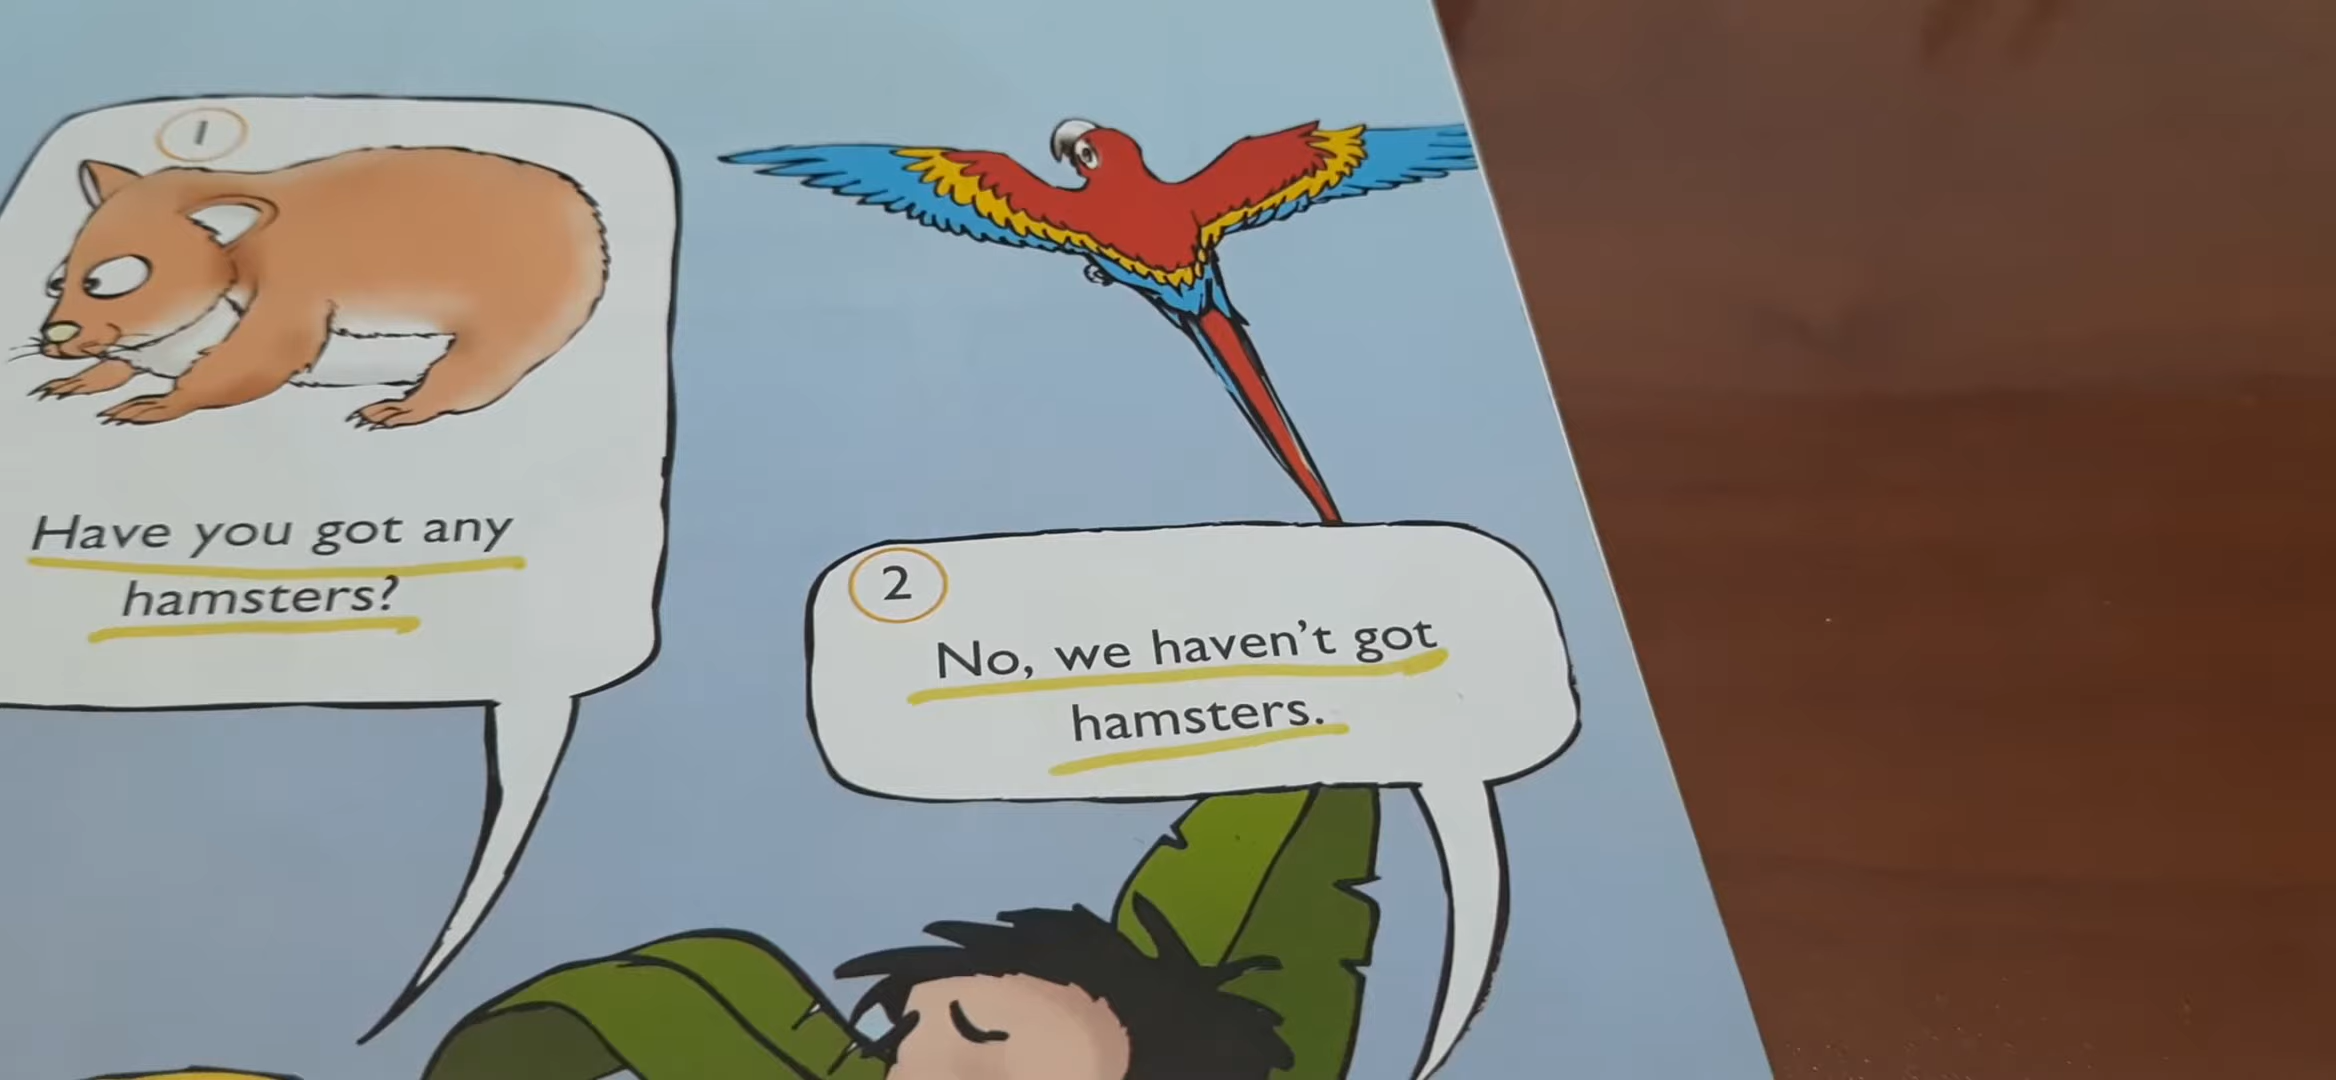 1
Have you got any
hamsters?
2
No, we haven't got
hamsters.